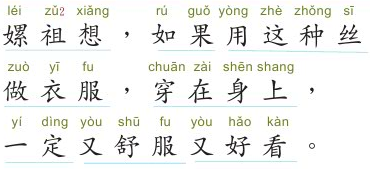 léi zǔ2 xiǎng rú guǒ yòng zhè zhǒng sī
嫘祖想，如果用这种丝
zuò yī fu chuān zài shēn shang
做衣服，穿在身上，
yí dìng yòu shū fu yòu hǎo kàn
一定又舒服又好看。